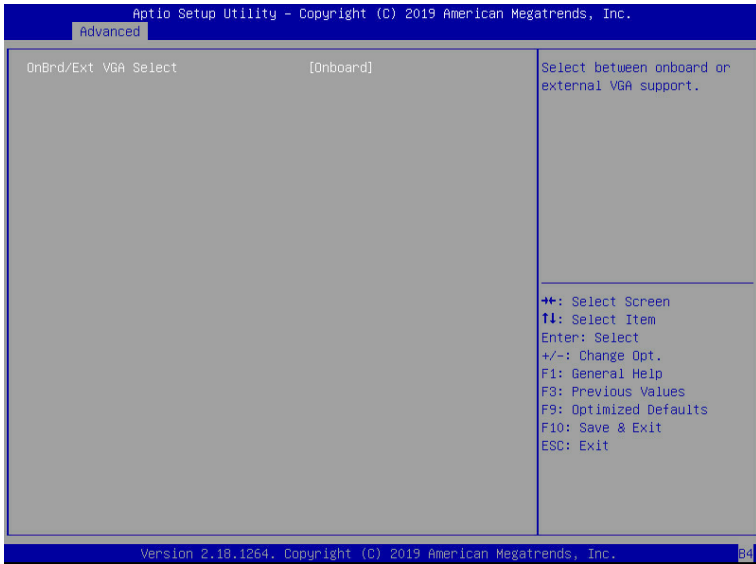 Aptio Setup Utility – Copyright (C) 2019 American Megatrends, Inc.
Advanced
OnBrd/Ext VGA Select [Onboard]
Select between onboard or
external VGA support.
→←: Select Screen
↑↓: Select Item
Enter: Select
+/-: Change Opt.
F1: General Help
F3: Previous Values
F9: Optimized Defaults
F10: Save & Exit
ESC: Exit
Version 2.18.1264. Copyright (C) 2019 American Megatrends, Inc.
B4